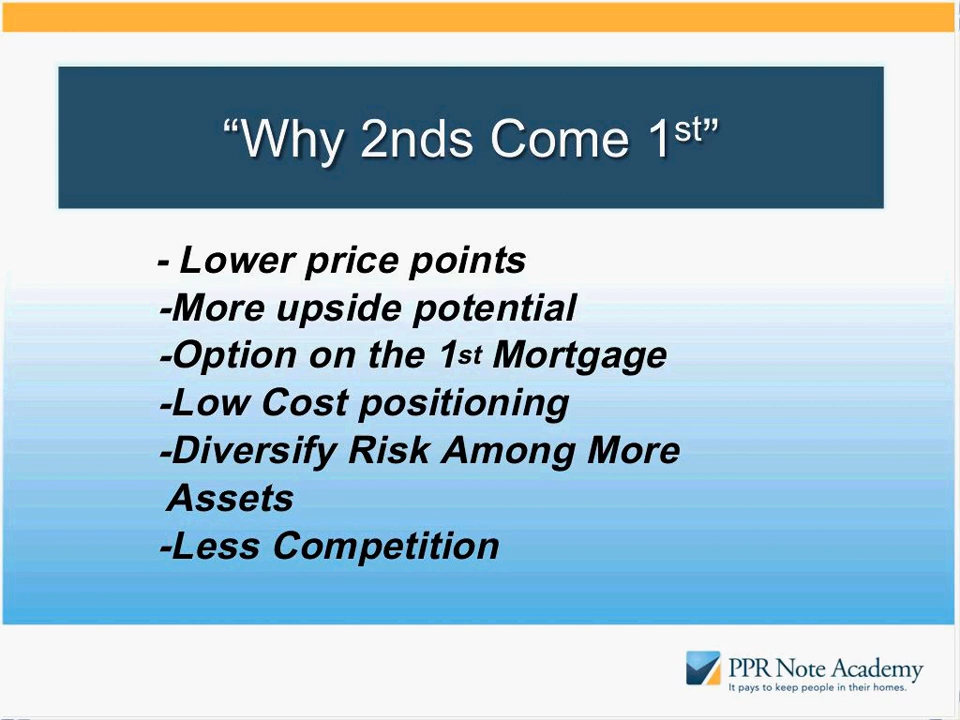 “Why 2nds Come 1st”
- Lower price points
-More upside potential
-Option on the 1st Mortgage
-Low Cost positioning
-Diversify Risk Among More
Assets
-Less Competition
PPR Note Academy
It pays to keep people in their homes.